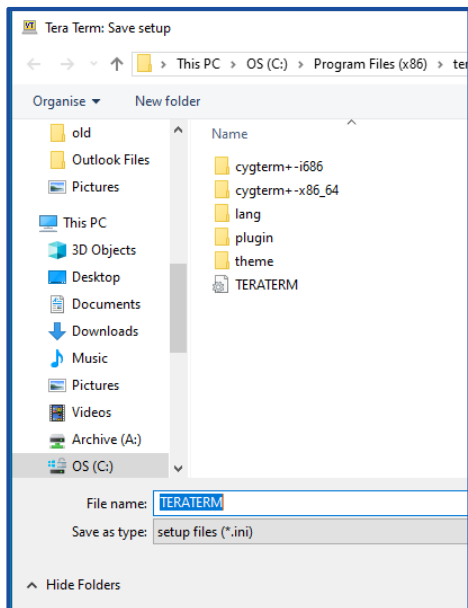 VT Tera Term: Save setup
This PC > OS (C:) > Program Files (x86) > ter
Organise New folder
old
Outlook Files
Pictures
This PC
3D Objects
Desktop
Documents
Downloads
Music
Pictures
Videos
Archive (A:)
OS (C:)
Name
cygterm+-i686
cygterm+-x86_64
lang
plugin
theme
TERATERM
File name: TERATERM
Save as type: setup files (*.ini)
Hide Folders